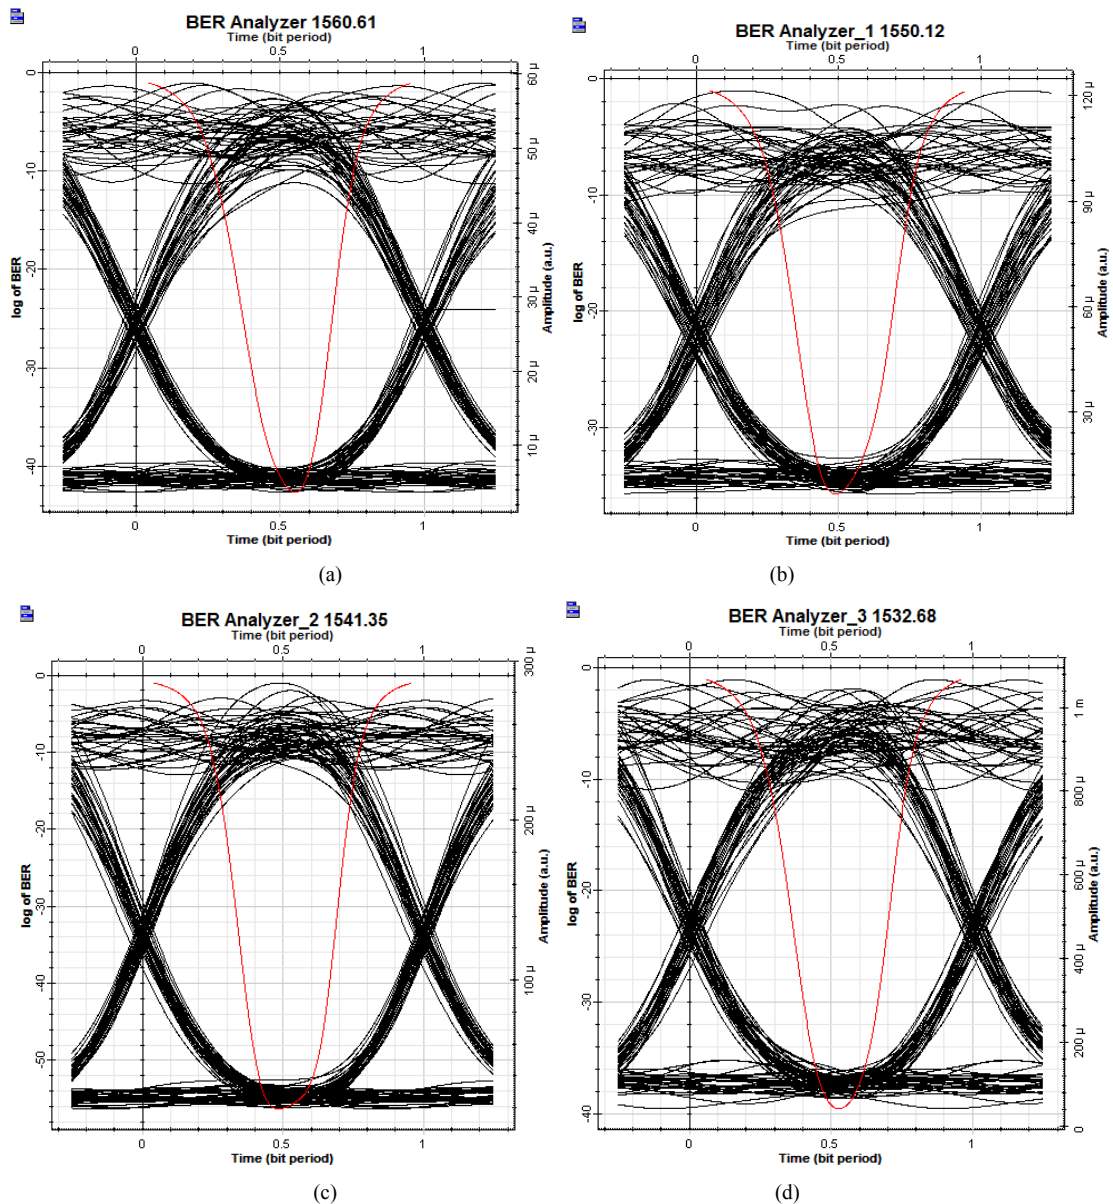 BER Analyzer 1560.61
Time (bit period)
0 0.5 1
0
-10
-20
-30
-40
log of BER
60 µ
50 µ
40 µ
30 µ
20 µ
10 µ
Amplitude (a.u.)
0 0.5 1
Time (bit period)
(a)
BER Analyzer_1 1550.12
Time (bit period)
0 0.5 1
0
-10
-20
-30
log of BER
120 µ
90 µ
60 µ
30 µ
Amplitude (a.u.)
0 0.5 1
Time (bit period)
(b)
BER Analyzer_2 1541.35
Time (bit period)
0 0.5 1
0
-10
-20
-30
-40
-50
log of BER
300 µ
200 µ
100 µ
Amplitude (a.u.)
0 0.5 1
Time (bit period)
(c)
BER Analyzer_3 1532.68
Time (bit period)
0 0.5 1
0
-10
-20
-30
-40
log of BER
1 m
800 µ
600 µ
400 µ
200 µ
0
Amplitude (a.u.)
0 0.5 1
Time (bit period)
(d)